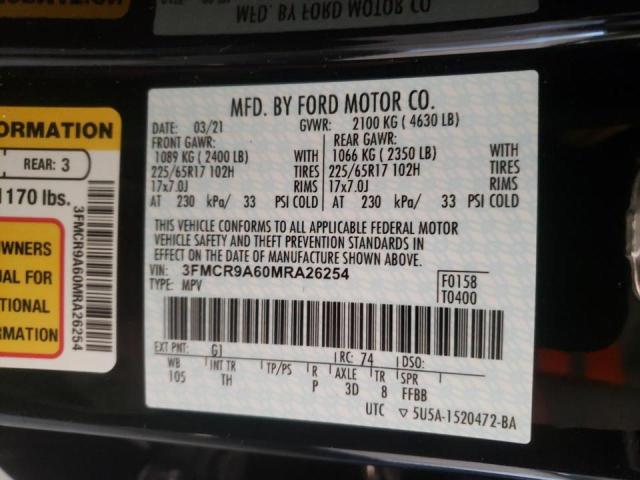 MFD. BY FORD MOTOR CO.
MFD. BY FORD MOTOR CO.
DATE: 03/21 GVWR: 2100 KG ( 4630 LB)
FRONT GAWR: REAR GAWR:
1089 KG ( 2400 LB) WITH 1066 KG ( 2350 LB) WITH
225/65R17 102H TIRES 225/65R17 102H TIRES
17x7.0J RIMS 17x7.0J RIMS
AT 230 kPa/ 33 PSI COLD AT 230 kPa/ 33 PSI COLD
THIS VEHICLE CONFORMS TO ALL APPLICABLE FEDERAL MOTOR
VEHICLE SAFETY AND THEFT PREVENTION STANDARDS IN
EFFECT ON THE DATE OF MANUFACTURE SHOWN ABOVE.
VIN: 3FMCR9A60MRA26254 F0158
TYPE: MPV T0400
EXT PNT: G1 RC: 74 DSO:
WB INT TR TP/PS R AXLE TR SPR
105 TH P 3D 8 FFBB
UTC ▽5U5A-1520472-BA
FORMATION
REAR: 3
1170 lbs.
3FMCR9A60MRA26254
OWNERS
UAL FOR
TIONAL
ORMATION